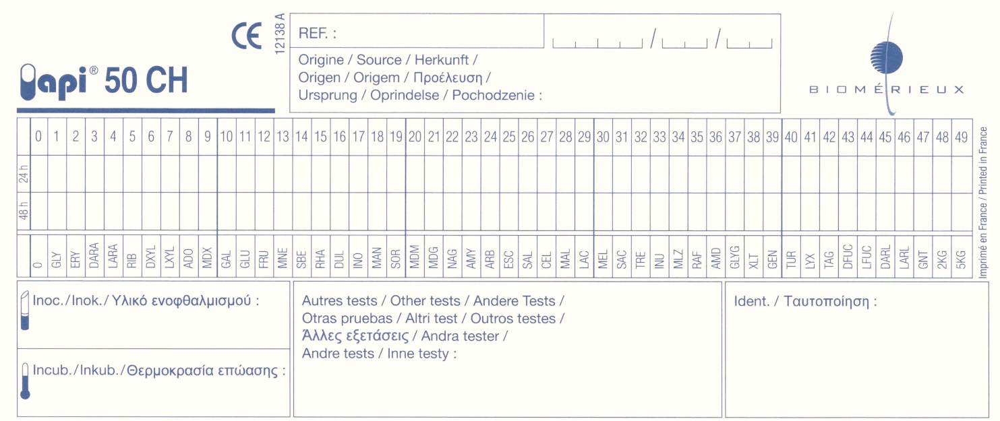 CE
12138 A
REF. :
/ /
api® 50 CH
Origine / Source / Herkunft /
Origen / Origem / Προέλευση /
Ursprung / Oprindelse / Pochodzenie :
BIOMÉRIEUX
0 1 2 3 4 5 6 7 8 9 10 11 12 13 14 15 16 17 18 19 20 21 22 23 24 25 26 27 28 29 30 31 32 33 34 35 36 37 38 39 40 41 42 43 44 45 46 47 48 49
24 h
48 h
0 GLY ERY DARA LARA RIB DXYL LXYL ADO MDX GAL GLU FRU MNE SBE RHA DUL INO MAN SOR MDM MDG NAG AMY ARB ESC SAL CEL MAL LAC MEL SAC TRE INU MLZ RAF AMD GLYG XLT GEN TUR LYX TAG DFUC LFUC DARL LARL GNT 2KG 5KG
Imprimé en France / Printed in France
Inoc./Inok./Υλικό ενοφθαλμισμού :
Incub./Inkub./Θερμοκρασία επώασης :
Autres tests / Other tests / Andere Tests /
Otras pruebas / Altri test / Outros testes /
Άλλες εξετάσεις / Andra tester /
Andre tests / Inne testy :
Ident. / Ταυτοποίηση :